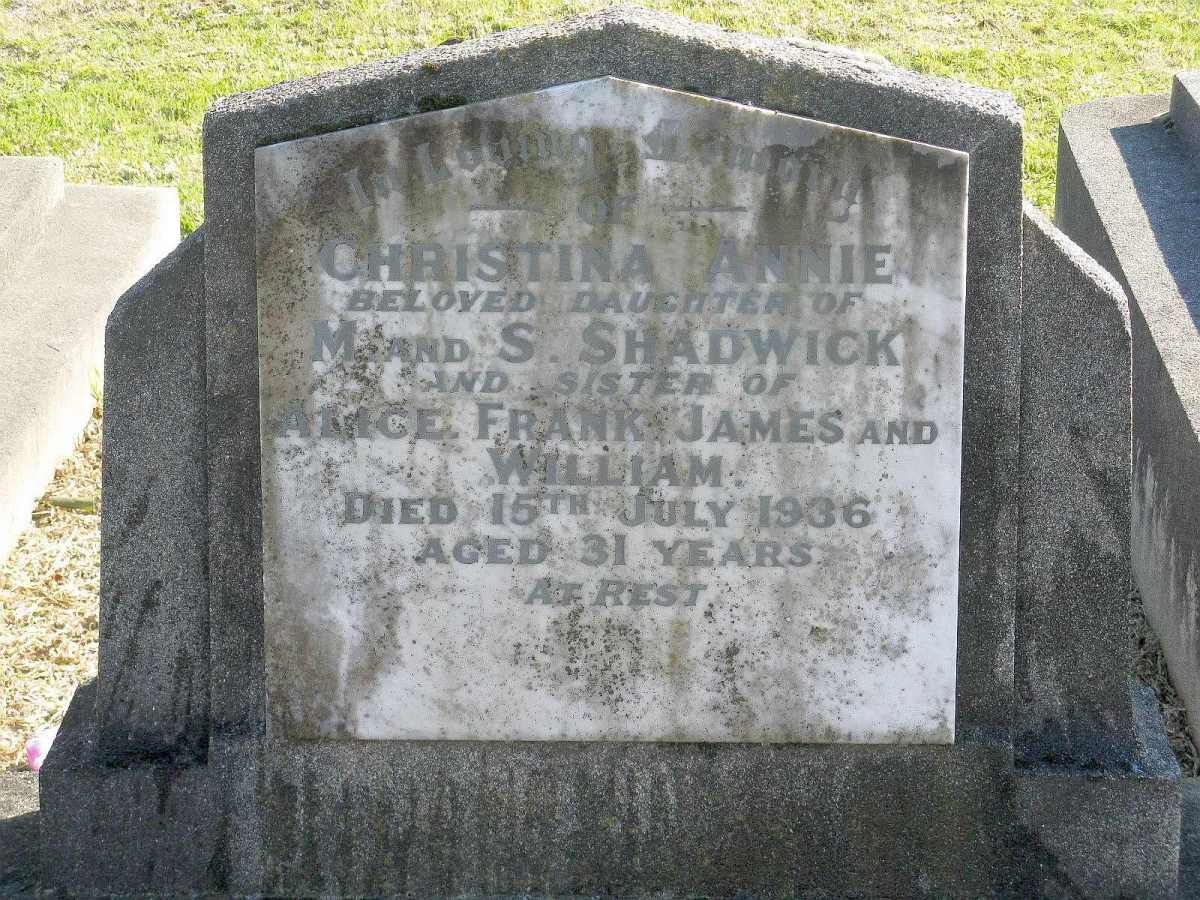 In Loving Memory
OF
CHRISTINA ANNIE
BELOVED DAUGHTER OF
M. AND S. SHADWICK
AND SISTER OF
ALICE. FRANK. JAMES AND
WILLIAM.
DIED 15TH JULY 1936
AGED 31 YEARS
AT REST